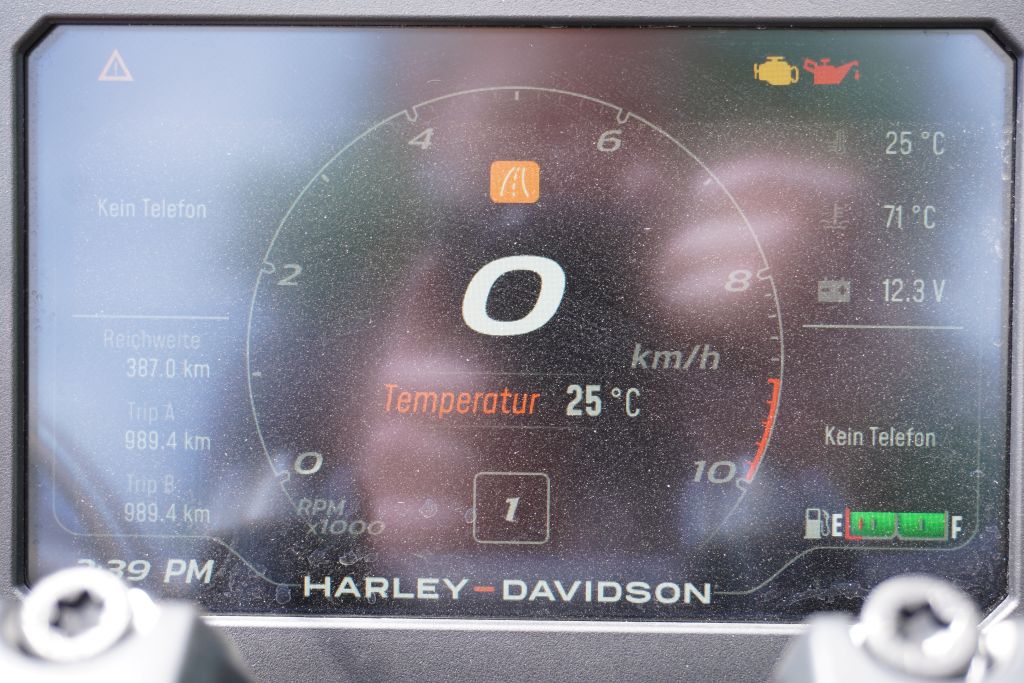 4
6
25 °C
Kein Telefon
71 °C
2
8
12.3 V
0
Reichweite
387.0 km
km/h
Temperatur 25 °C
Trip A
989.4 km
Kein Telefon
0
10
Trip B
989.4 km
RPM
x1000
1
E F
:39 PM
HARLEY-DAVIDSON